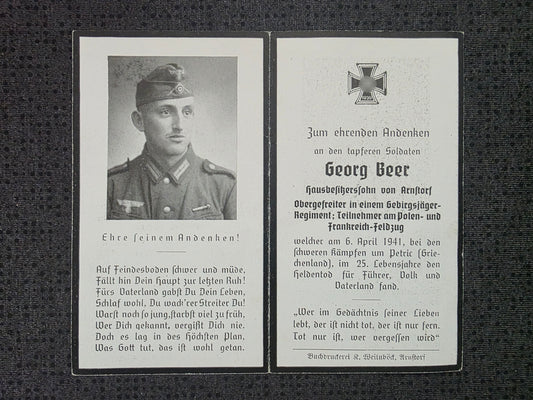 Ehre seinem Andenken!
Auf Feindesboden schwer und müde,
Fällt hin Dein Haupt zur letzten Ruh!
Fürs Vaterland gabst Du Dein Leben,
Schlaf wohl, Du wack'rer Streiter Du!
Warst noch so jung, starbst viel zu früh.
Wer Dich gekannt, vergißt Dich nie.
Doch es lag in des Höchsten Plan,
Was Gott tut, das ist wohl getan.
Zum ehrenden Andenken
an den tapferen Soldaten
Georg Beer
Hausbesitzerssohn von Arnstorf
Obergefreiter in einem Gebirgsjäger-
Regiment; Teilnehmer am Polen- und
Frankreich-Feldzug
welcher am 6. April 1941, bei den
schweren Kämpfen um Petric (Grie-
chenland), im 25. Lebensjahre den
Heldentod für Führer, Volk und
Vaterland fand.
„Wer im Gedächtnis seiner Lieben
lebt, der ist nicht tot, der ist nur fern.
Tot nur ist, wer vergessen wird“
Buchdruckerei K. Weinböck, Arnstorf